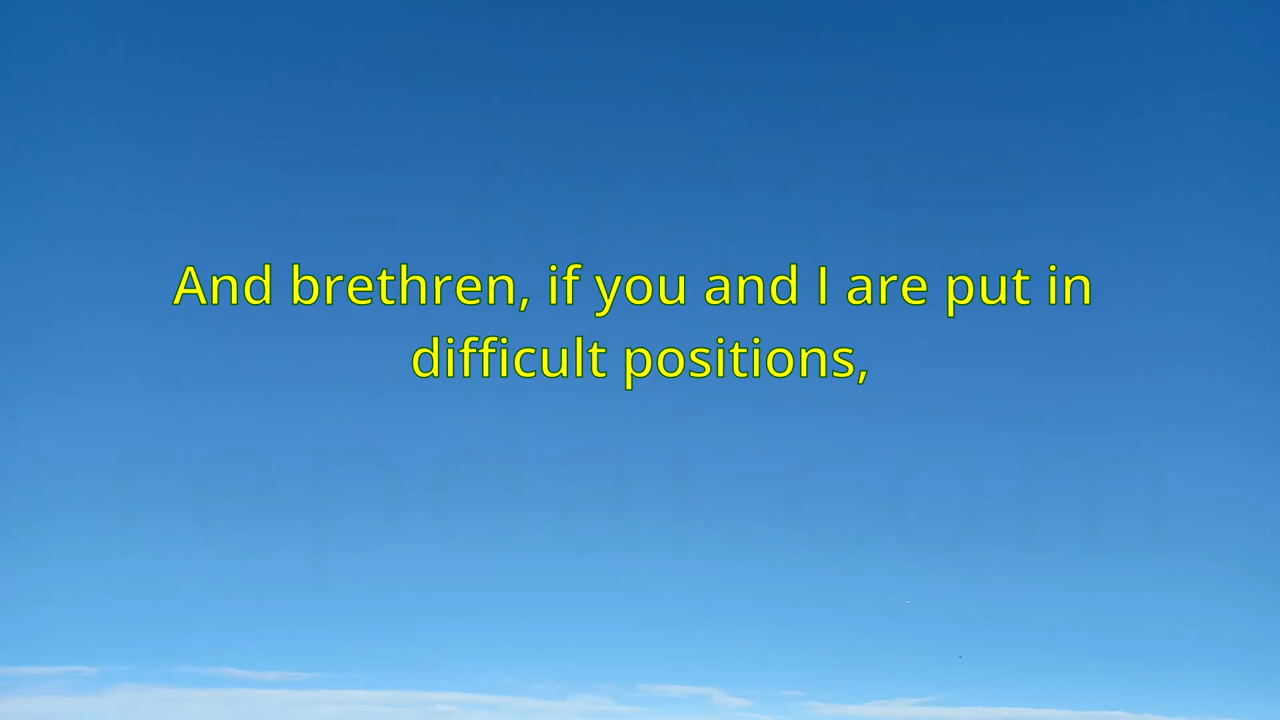 And brethren, if you and I are put in
difficult positions,